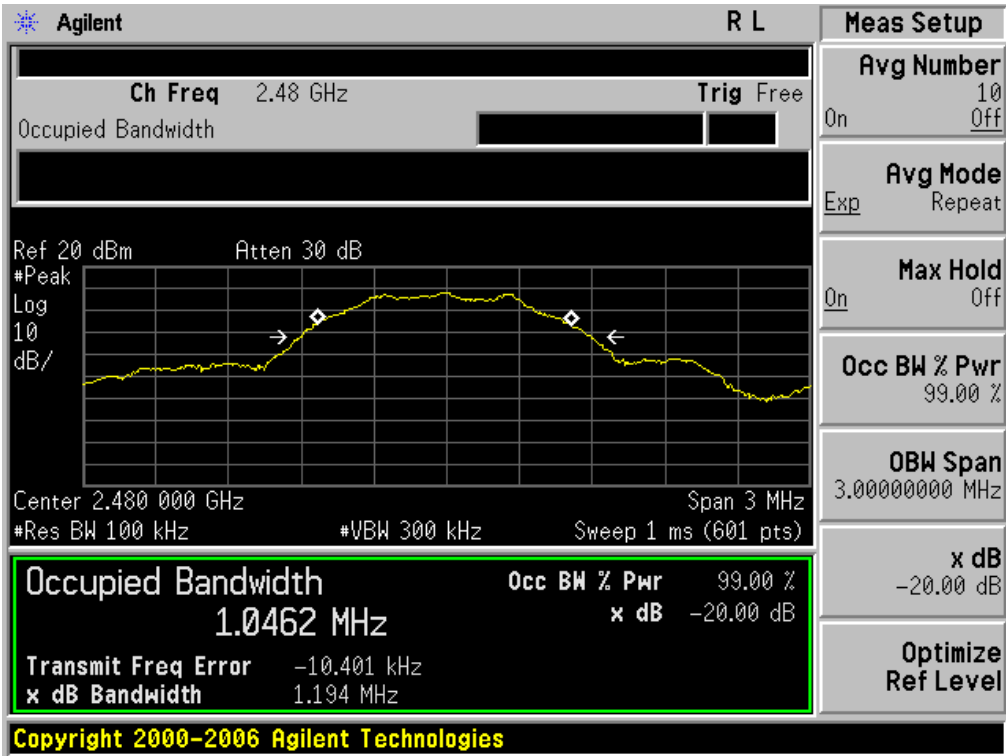 Agilent R L
Ch Freq 2.48 GHz Trig Free
Occupied Bandwidth
Ref 20 dBm Atten 30 dB
#Peak
Log
10
dB/
Center 2.480 000 GHz Span 3 MHz
#Res BW 100 kHz #VBW 300 kHz Sweep 1 ms (601 pts)
Occupied Bandwidth Occ BW % Pwr 99.00 %
1.0462 MHz x dB -20.00 dB
Transmit Freq Error -10.401 kHz
x dB Bandwidth 1.194 MHz
Copyright 2000-2006 Agilent Technologies
Meas Setup
Avg Number
10
On Off
Avg Mode
Exp Repeat
Max Hold
On Off
Occ BW % Pwr
99.00 %
OBW Span
3.00000000 MHz
x dB
-20.00 dB
Optimize
Ref Level